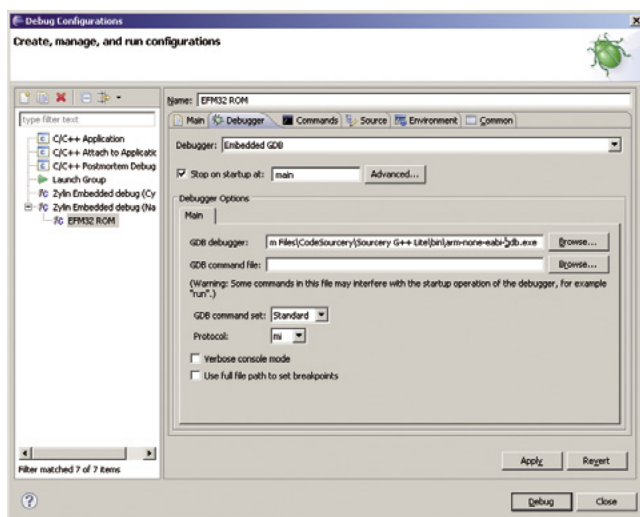 Debug Configurations
Create, manage, and run configurations
type filter text
C/C++ Application
C/C++ Attach to Applicatic
C/C++ Postmortem Debug
Launch Group
Zylin Embedded debug (Cy
Zylin Embedded debug (Na
EFM32 ROM
Filter matched 7 of 7 items
Name: EFM32 ROM
Main Debugger Commands Source Environment Common
Debugger: Embedded GDB
Stop on startup at: main Advanced...
Debugger Options
Main
GDB debugger: m Files\CodeSourcery\Sourcery G++ Lite\bin\arm-none-eabi-gdb.exe Browse...
GDB command file: Browse...
(Warning: Some commands in this file may interfere with the startup operation of the debugger, for example
"run".)
GDB command set: Standard
Protocol: mi
Verbose console mode
Use full file path to set breakpoints
Apply Revert
Debug Close